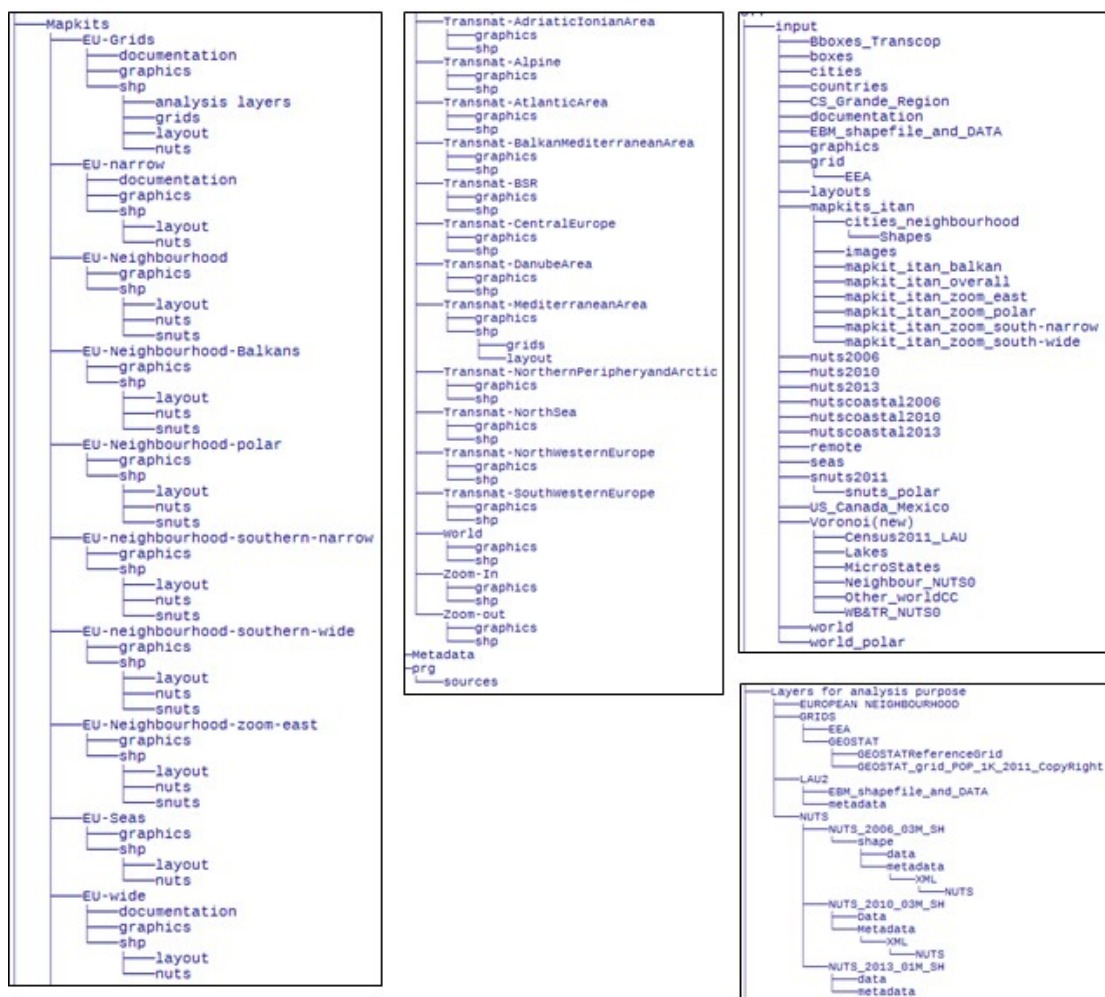 Mapkits
EU-Grids
documentation
graphics
shp
analysis layers
grids
layout
nuts
EU-narrow
documentation
graphics
shp
layout
nuts
EU-Neighbourhood
graphics
shp
layout
nuts
snuts
EU-Neighbourhood-Balkans
graphics
shp
layout
nuts
snuts
EU-Neighbourhood-polar
graphics
shp
layout
nuts
snuts
EU-neighbourhood-southern-narrow
graphics
shp
layout
nuts
snuts
EU-neighbourhood-southern-wide
graphics
shp
layout
nuts
snuts
EU-Neighbourhood-zoom-east
graphics
shp
layout
nuts
snuts
EU-Seas
graphics
shp
layout
nuts
EU-wide
documentation
graphics
shp
layout
nuts
Transnat-AdriaticIonianArea
graphics
shp
Transnat-Alpine
graphics
shp
Transnat-AtlanticArea
graphics
shp
Transnat-BalkanMediterraneanArea
graphics
shp
Transnat-BSR
graphics
shp
Transnat-CentralEurope
graphics
shp
Transnat-DanubeArea
graphics
shp
Transnat-MediterraneanArea
graphics
shp
grids
layout
Transnat-NorthernPeripheryandArctic
graphics
shp
Transnat-NorthSea
graphics
shp
Transnat-NorthWesternEurope
graphics
shp
Transnat-SouthWesternEurope
graphics
shp
World
graphics
shp
Zoom-In
graphics
shp
Zoom-out
graphics
shp
Metadata
prg
sources
input
Bboxes_Transcop
boxes
cities
countries
CS_Grande_Region
documentation
EBM_shapefile_and_DATA
graphics
grid
EEA
layouts
mapkits_itan
cities_neighbourhood
Shapes
images
mapkit_itan_balkan
mapkit_itan_overall
mapkit_itan_zoom_east
mapkit_itan_zoom_polar
mapkit_itan_zoom_south-narrow
mapkit_itan_zoom_south-wide
nuts2006
nuts2010
nuts2013
nutscoastal2006
nutscoastal2010
nutscoastal2013
remote
seas
snuts2011
snuts_polar
US_Canada_Mexico
Voronoi(new)
Census2011_LAU
Lakes
MicroStates
Neighbour_NUTS0
Other_worldCC
WB&TR_NUTS0
world
world_polar
Layers for analysis purpose
EUROPEAN NEIGHBOURHOOD
GRIDS
EEA
GEOSTAT
GEOSTATReferenceGrid
GEOSTAT_grid_POP_1K_2011_CopyRight
LAU2
EBM_shapefile_and_DATA
metadata
NUTS
NUTS_2006_03M_SH
shape
data
metadata
XML
NUTS
NUTS_2010_03M_SH
Data
Metadata
XML
NUTS
NUTS_2013_01M_SH
data
metadata